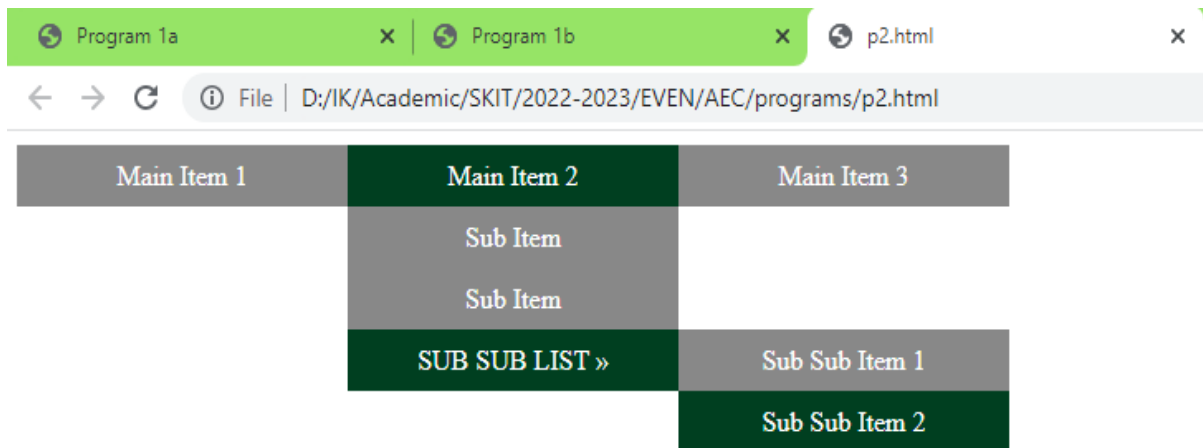 Program 1a Program 1b p2.html
File D:/IK/Academic/SKIT/2022-2023/EVEN/AEC/programs/p2.html
Main Item 1 Main Item 2 Main Item 3
Sub Item
Sub Item
SUB SUB LIST » Sub Sub Item 1
Sub Sub Item 2